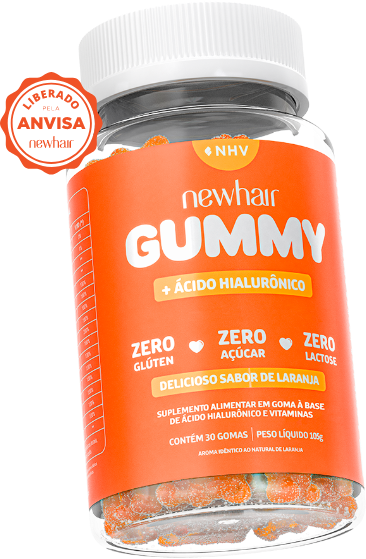 LIBERADO
PELA
ANVISA
newhair
NHV
newhair
GUMMY
+ ÁCIDO HIALURÔNICO
ZERO
GLÚTEN
ZERO
AÇÚCAR
ZERO
LACTOSE
DELICIOSO SABOR DE LARANJA
SUPLEMENTO ALIMENTAR EM GOMA À BASE
DE ÁCIDO HIALURÔNICO E VITAMINAS
CONTÉM 30 GOMAS | PESO LÍQUIDO 105g
AROMA IDÊNTICO AO NATURAL DE LARANJA